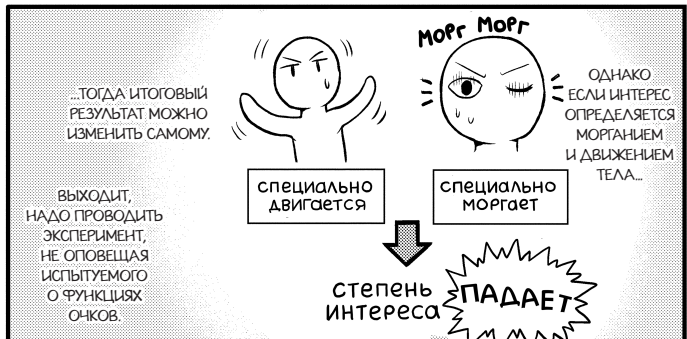 МОРГ МОРГ
ОДНАКО
ЕСЛИ ИНТЕРЕС
ОПРЕДЕЛЯЕТСЯ
МОРГАНИЕМ
И ДВИЖЕНИЕМ
ТЕЛА...
...ТОГДА ИТОГОВЫЙ
РЕЗУЛЬТАТ МОЖНО
ИЗМЕНИТЬ САМОМУ.
СПЕЦИАЛЬНО
МОРГАЕТ
СПЕЦИАЛЬНО
ДВИГАЕТСЯ
СТЕПЕНЬ
ИНТЕРЕСА
ПАДАЕТ
ВЫХОДИТ,
НАДО ПРОВОДИТЬ
ЭКСПЕРИМЕНТ,
НЕ ОПОВЕЩАЯ
ИСПЫТУЕМОГО
О ФУНКЦИЯХ
ОЧКОВ.